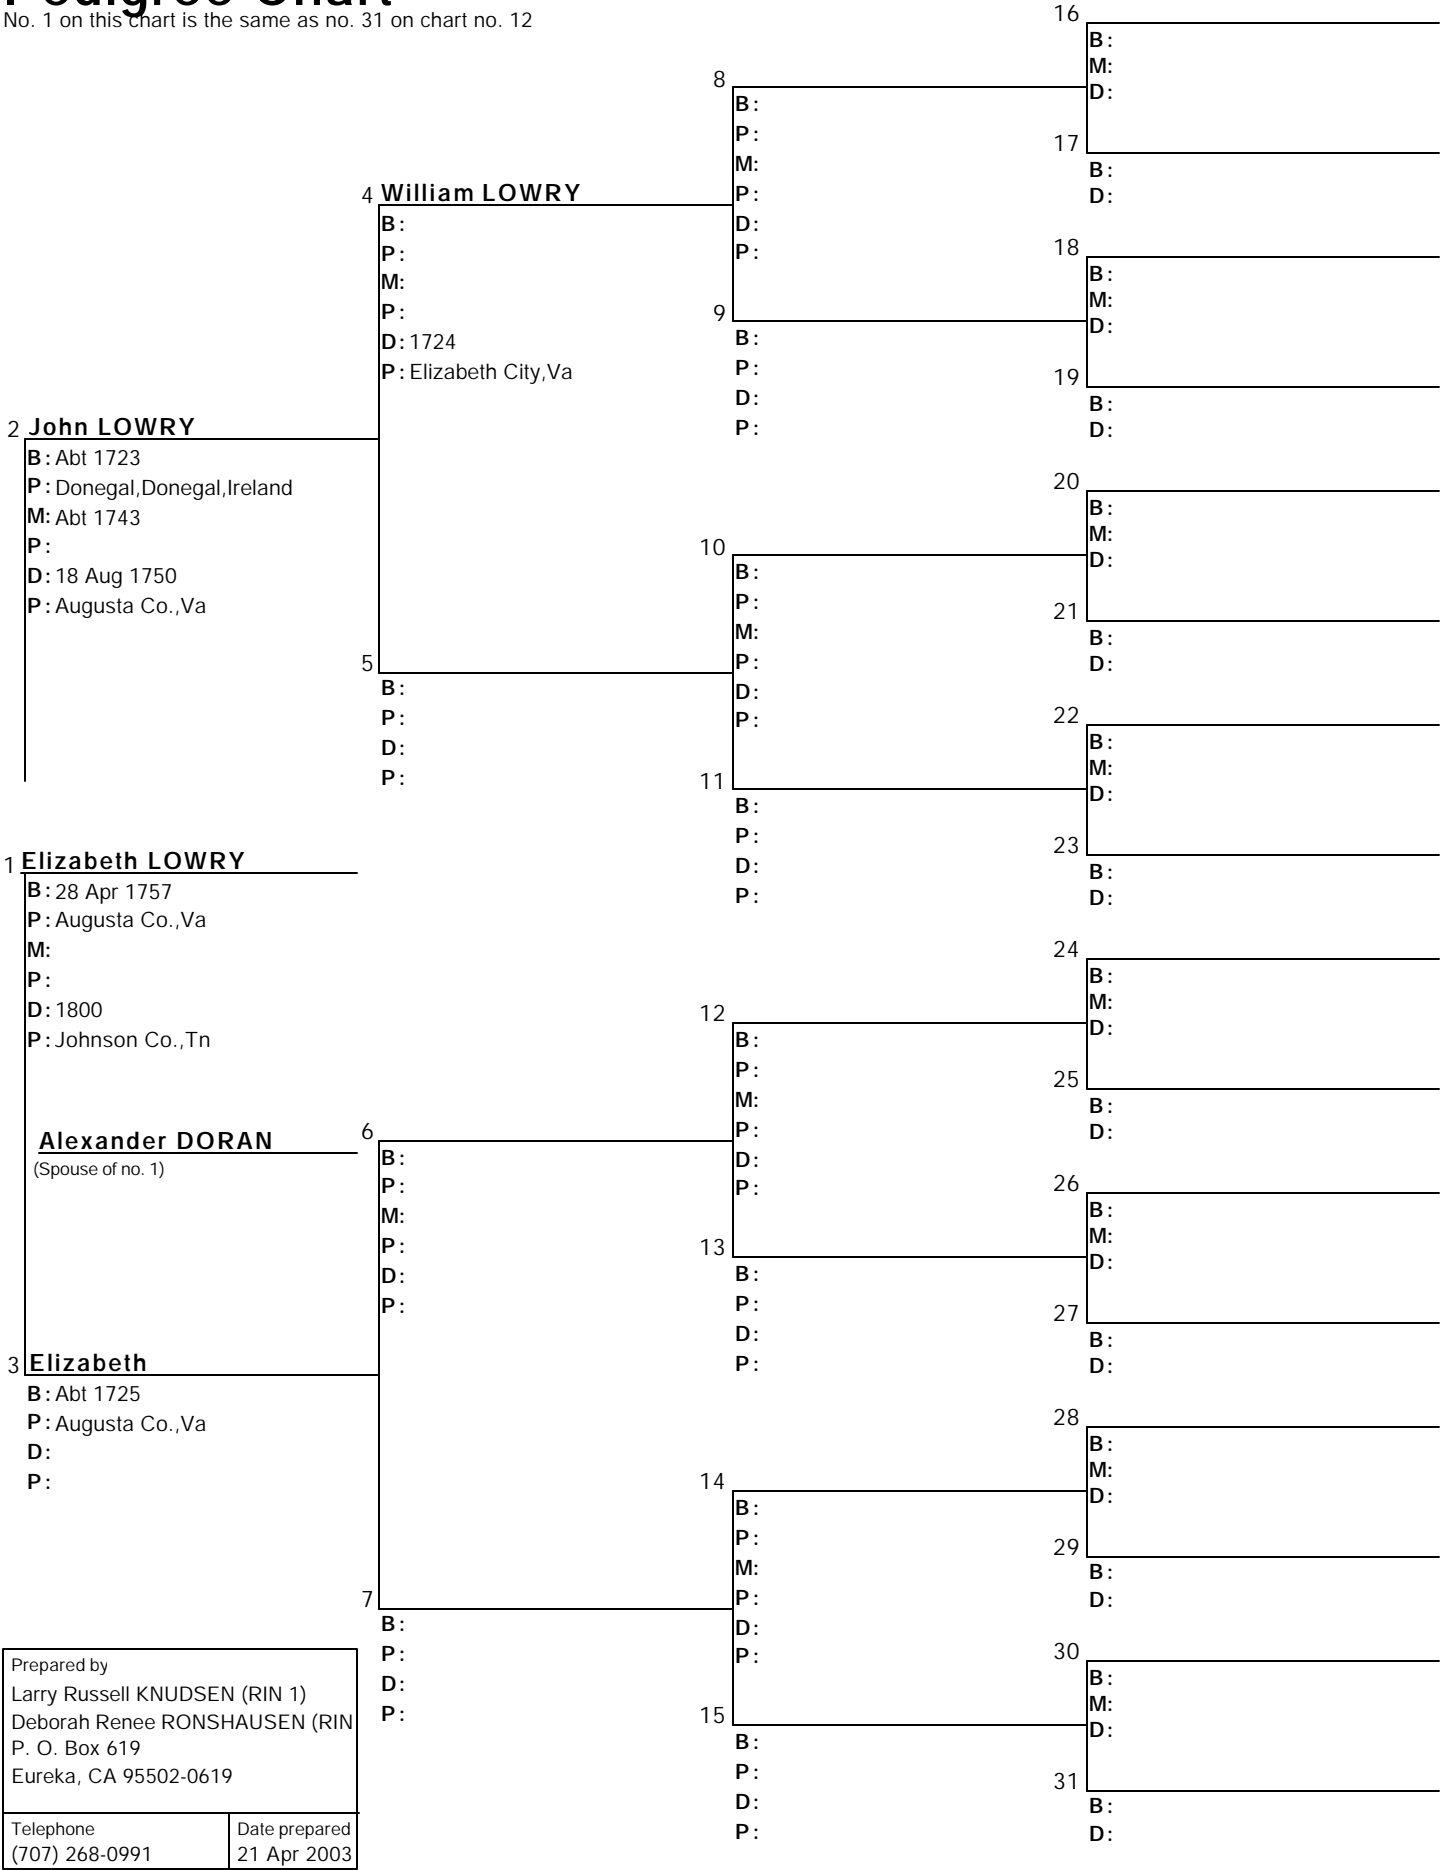 Pedigree Chart
No. 1 on this chart is the same as no. 31 on chart no. 12
2 John LOWRY
B: Abt 1723
P: Donegal,Donegal,Ireland
M: Abt 1743
P:
D: 18 Aug 1750
P: Augusta Co.,Va
1 Elizabeth LOWRY
B: 28 Apr 1757
P: Augusta Co.,Va
M:
P:
D: 1800
P: Johnson Co.,Tn
Alexander DORAN
(Spouse of no. 1)
3 Elizabeth
B: Abt 1725
P: Augusta Co.,Va
D:
P:
4 William LOWRY
B:
P:
M:
P:
D: 1724
P: Elizabeth City,Va
5
B:
P:
D:
P:
6
B:
P:
M:
P:
D:
P:
7
B:
P:
D:
P:
8
B:
P:
M:
P:
D:
P:
9
B:
P:
D:
P:
10
B:
P:
M:
P:
D:
P:
11
B:
P:
D:
P:
12
B:
P:
M:
P:
D:
P:
13
B:
P:
D:
P:
14
B:
P:
M:
P:
D:
P:
15
B:
P:
D:
P:
16
B:
M:
D:
17
B:
D:
18
B:
M:
D:
19
B:
D:
20
B:
M:
D:
21
B:
D:
22
B:
M:
D:
23
B:
D:
24
B:
M:
D:
25
B:
D:
26
B:
M:
D:
27
B:
D:
28
B:
M:
D:
29
B:
D:
30
B:
M:
D:
31
B:
D:
Prepared by
Larry Russell KNUDSEN (RIN 1)
Deborah Renee RONSHAUSEN (RIN
P. O. Box 619
Eureka, CA 95502-0619
Telephone
(707) 268-0991
Date prepared
21 Apr 2003